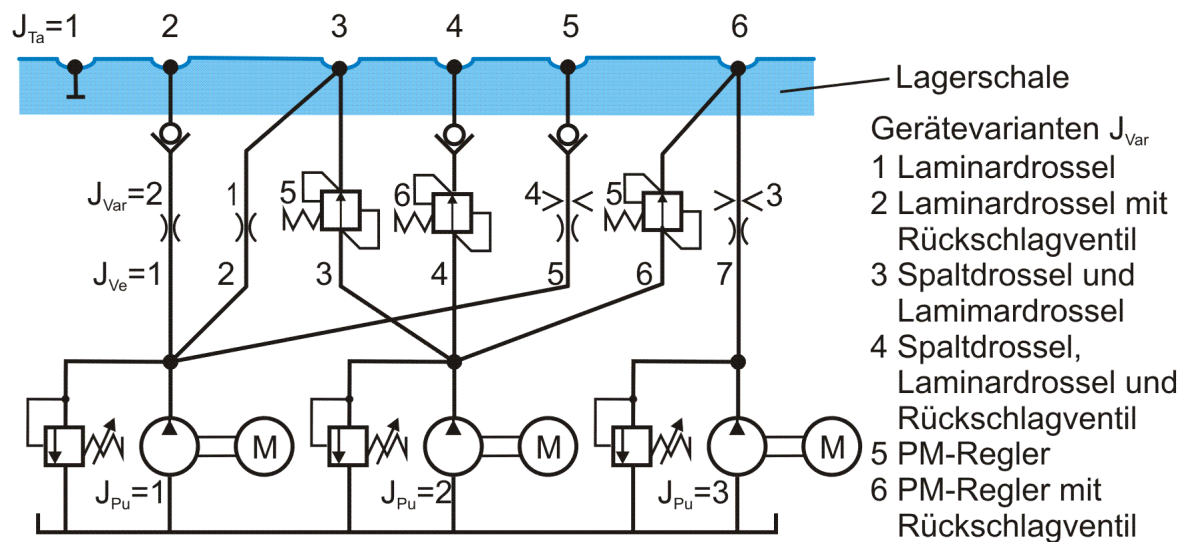 J_Ta=1 2 3 4 5 6
Lagerschale
Gerätevarianten J_Var
1 Laminardrossel
2 Laminardrossel mit
Rückschlagventil
3 Spaltdrossel und
Lamimardrossel
4 Spaltdrossel,
Laminardrossel und
Rückschlagventil
5 PM-Regler
6 PM-Regler mit
Rückschlagventil
J_Var=2 1 5 6 4 5 3
J_Ve=1 2 3 4 5 6 7
M M M
J_Pu=1 J_Pu=2 J_Pu=3